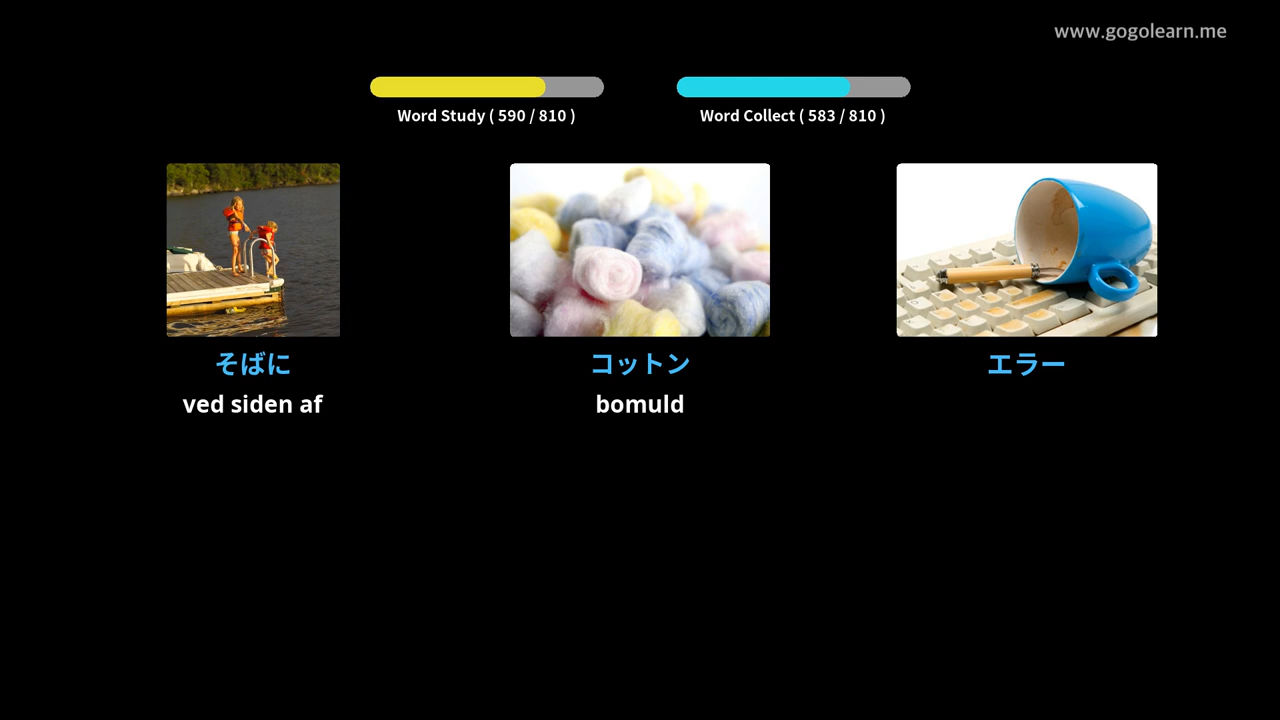 www.gogolearn.me
Word Study ( 590 / 810 )
Word Collect ( 583 / 810 )
そばに
ved siden af
コットン
bomuld
エラー